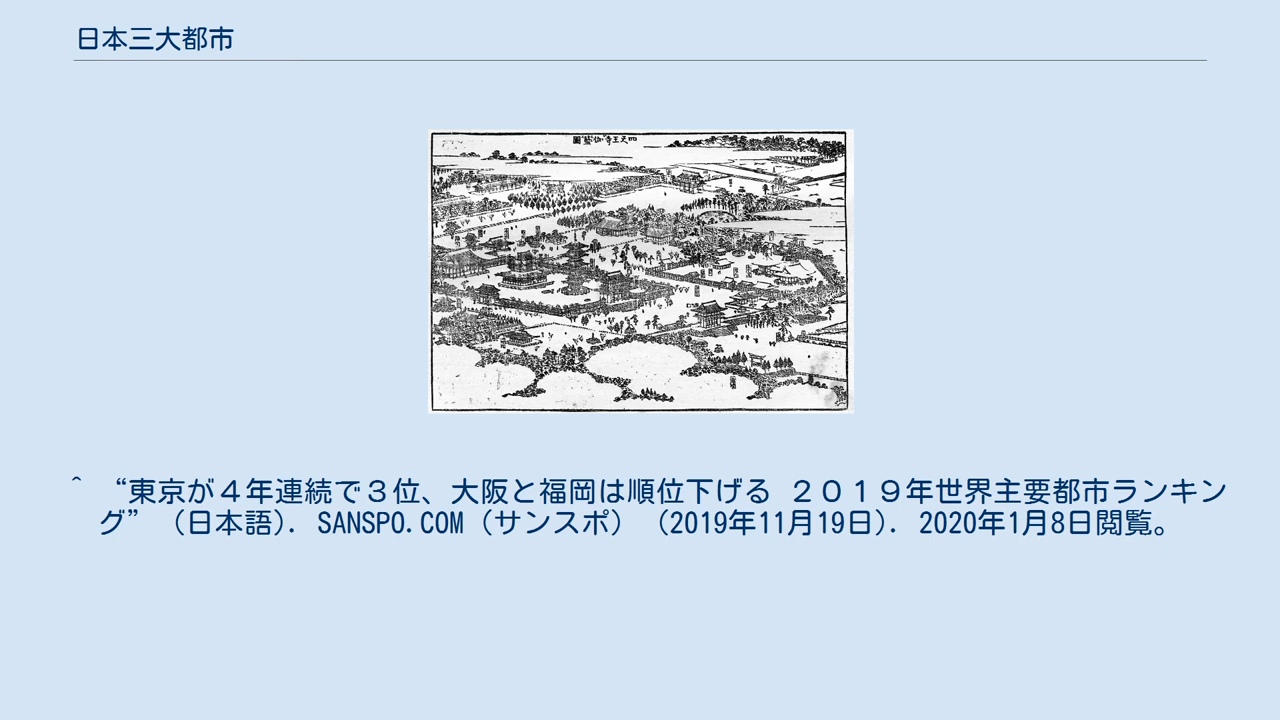 日本三大都市
^ “東京が４年連続で３位、大阪と福岡は順位下げる ２０１９年世界主要都市ランキン
グ” （日本語）. SANSPO.COM（サンスポ） （2019年11月19日）. 2020年1月8日閲覧。